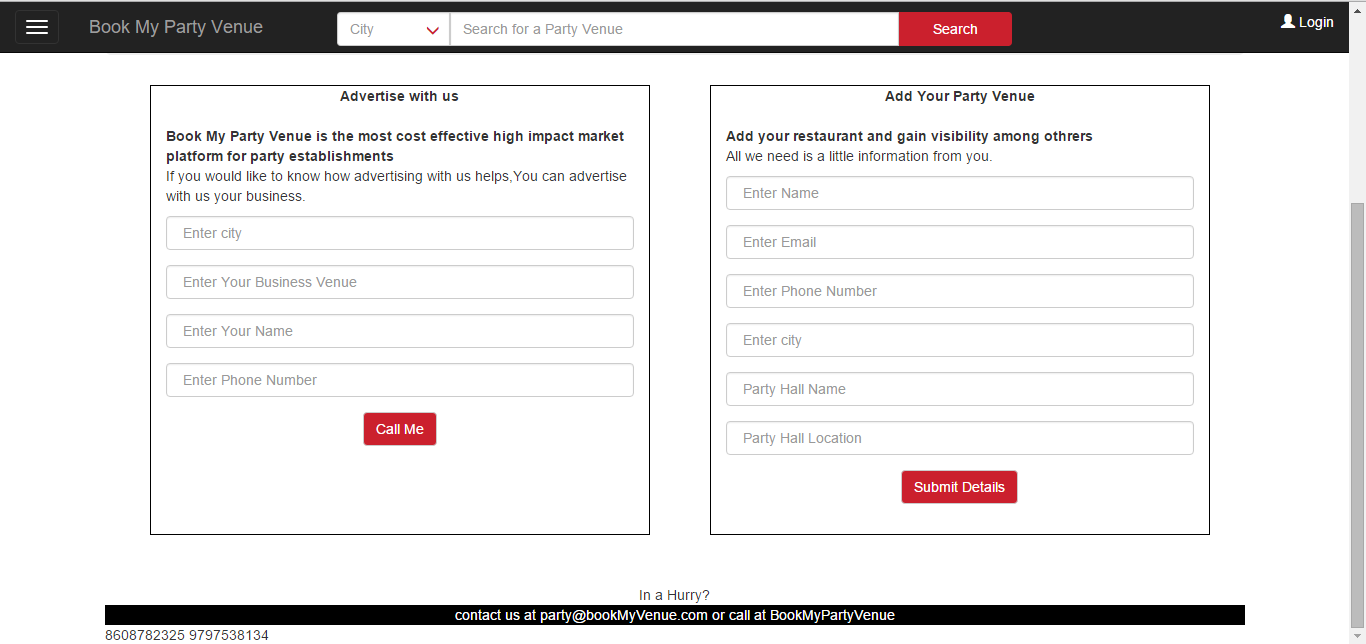 Book My Party Venue
City
Search for a Party Venue
Search
Login
Advertise with us
Book My Party Venue is the most cost effective high impact market
platform for party establishments
If you would like to know how advertising with us helps,You can advertise
with us your business.
Enter city
Enter Your Business Venue
Enter Your Name
Enter Phone Number
Call Me
Add Your Party Venue
Add your restaurant and gain visibility among othrers
All we need is a little information from you.
Enter Name
Enter Email
Enter Phone Number
Enter city
Party Hall Name
Party Hall Location
Submit Details
In a Hurry?
contact us at party@bookMyVenue.com or call at BookMyPartyVenue
8608782325 9797538134